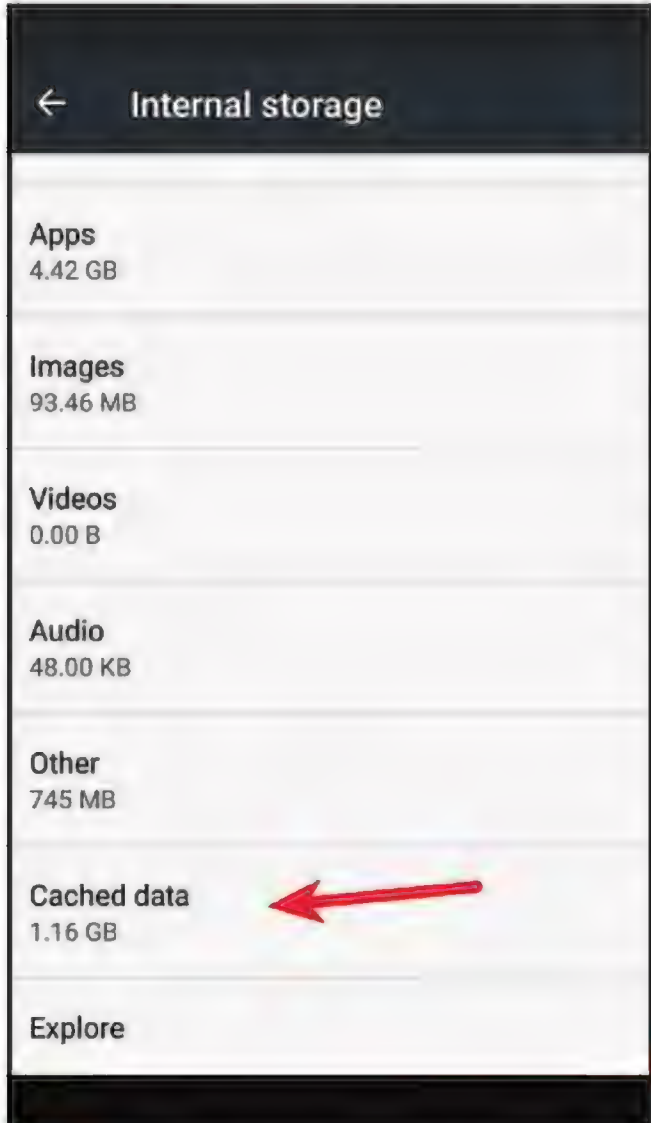 Internal storage
Apps
4.42 GB
Images
93.46 MB
Videos
0.00 B
Audio
48.00 KB
Other
745 MB
Cached data
1.16 GB
Explore